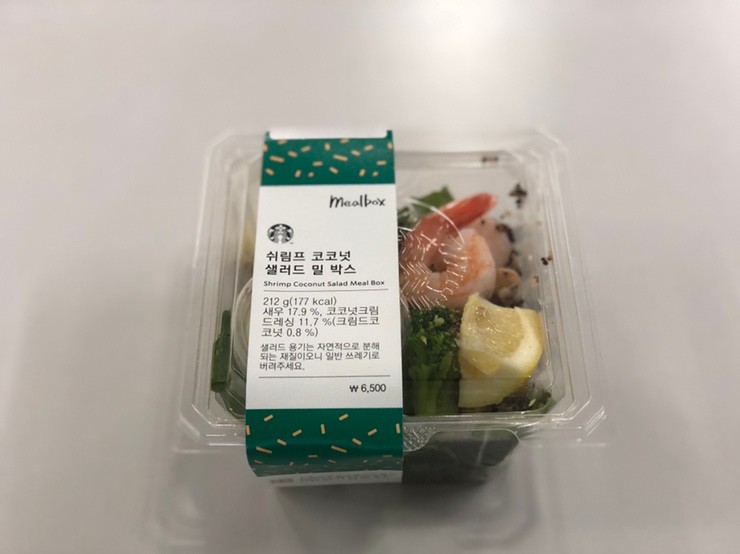 mealbox
쉬림프 코코넛
샐러드 밀 박스
Shrimp Coconut Salad Meal Box
212 g(177 kcal)
새우 17.9 %, 코코넛크림
드레싱 11.7 %(크림드코
코넛 0.8 %)
샐러드 용기는 자연적으로 분해
되는 재질이오니 일반 쓰레기로
버려주세요.
₩ 6,500